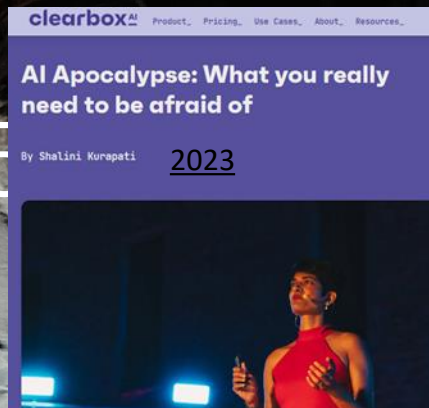 clearbox AI Product_ Pricing_ Use Cases_ About_ Resources_
AI Apocalypse: What you really
need to be afraid of
By Shalini Kurapati 2023